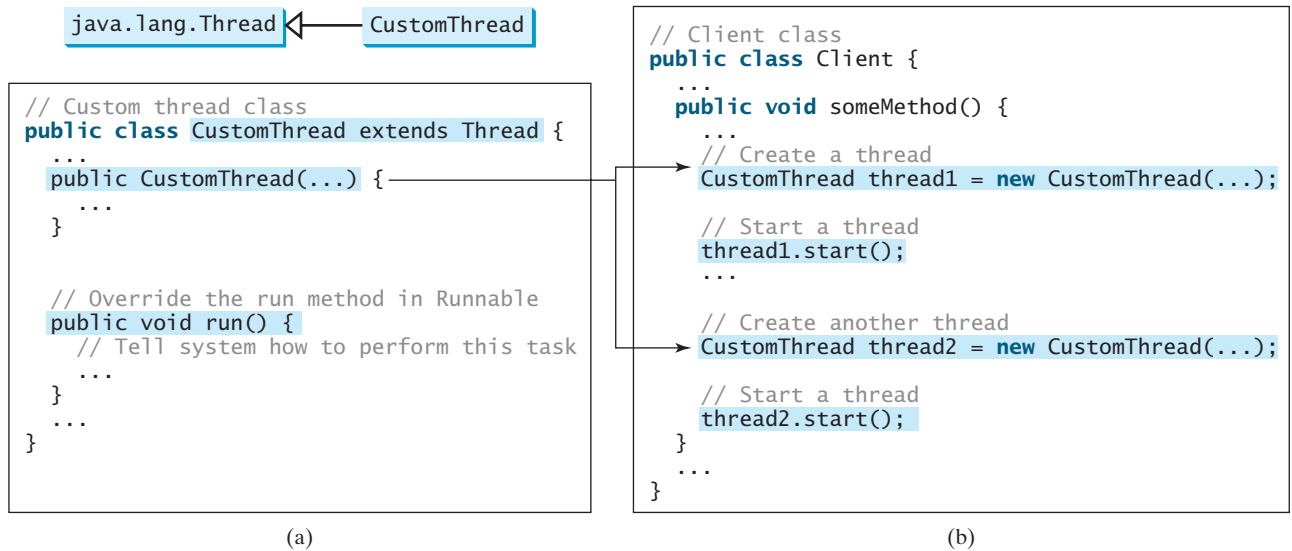 java.lang.Thread CustomThread
// Custom thread class
public class CustomThread extends Thread {
...
public CustomThread(...) {
...
}
// Override the run method in Runnable
public void run() {
// Tell system how to perform this task
...
}
...
}
(a)
// Client class
public class Client {
...
public void someMethod() {
...
// Create a thread
CustomThread thread1 = new CustomThread(...);
// Start a thread
thread1.start();
...
// Create another thread
CustomThread thread2 = new CustomThread(...);
// Start a thread
thread2.start();
}
...
}
(b)